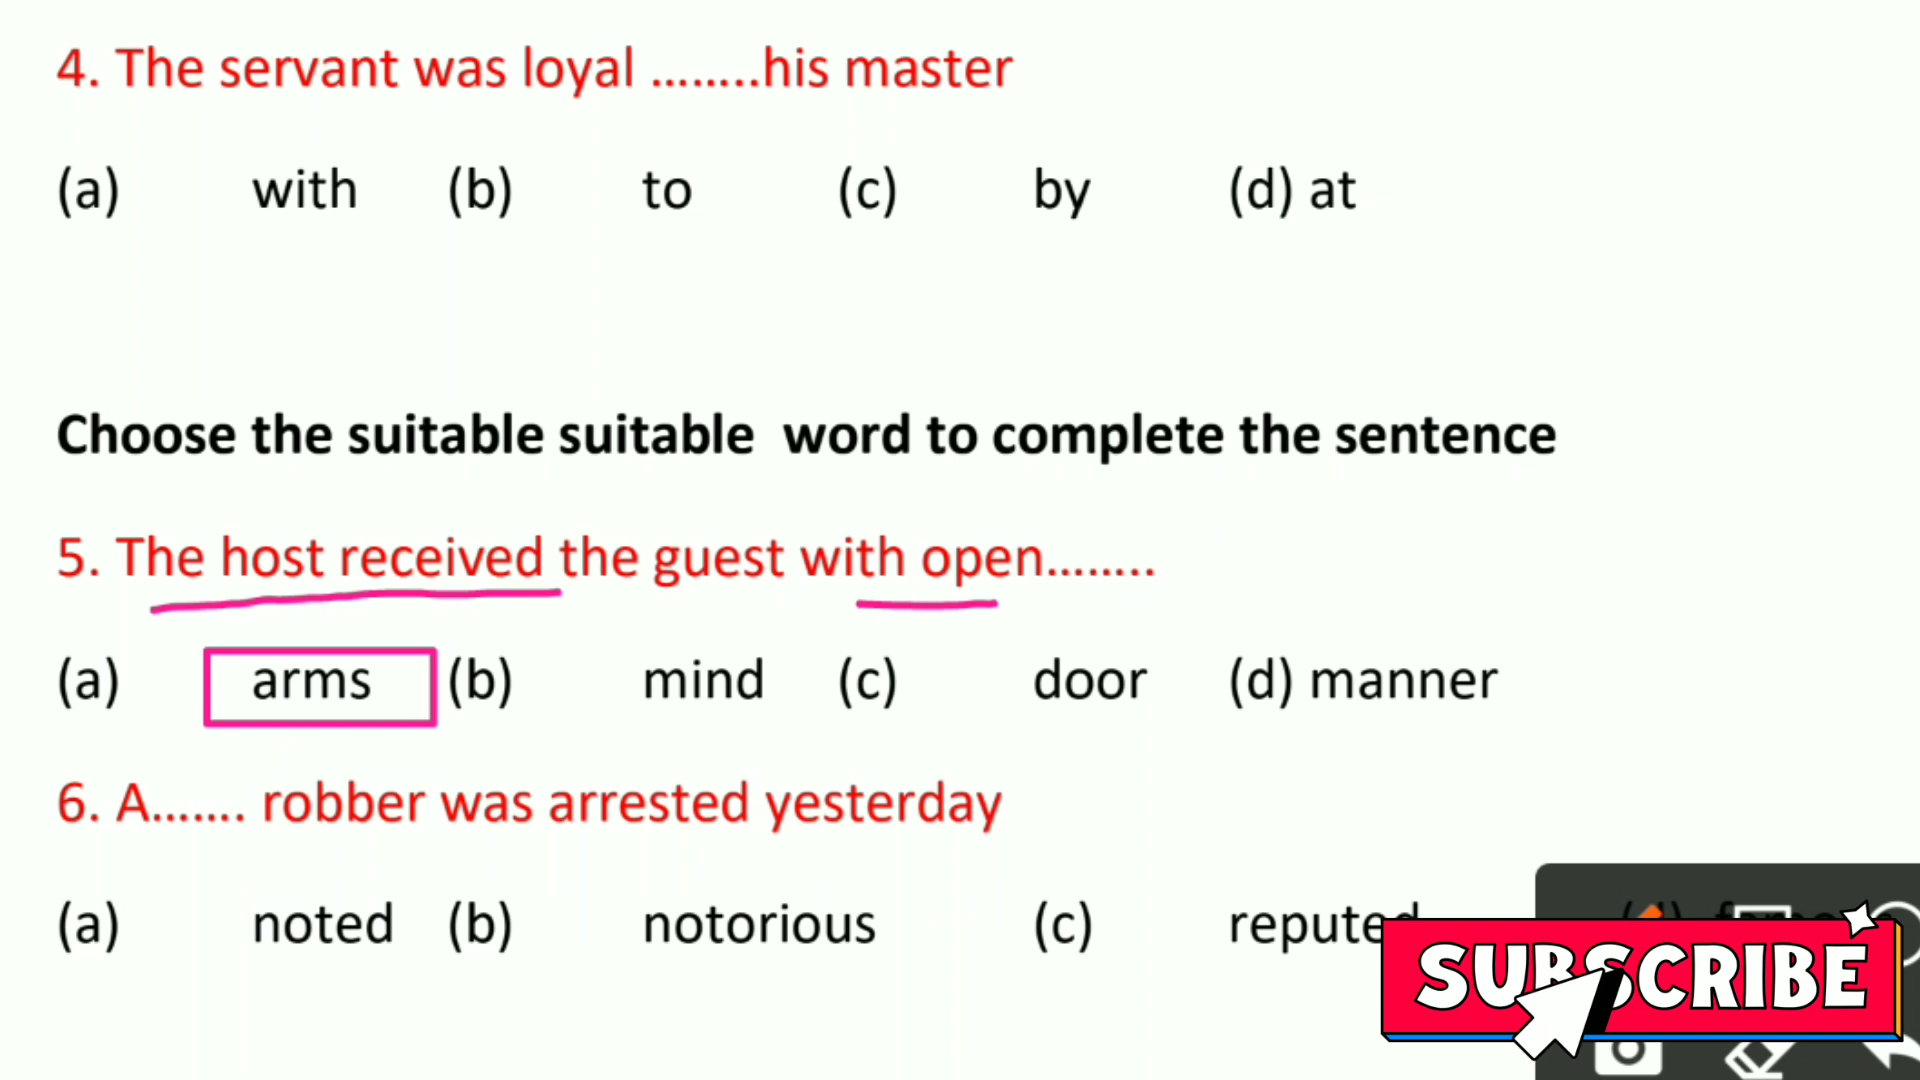 4. The servant was loyal ........his master
(a) with (b) to (c) by (d) at
Choose the suitable suitable word to complete the sentence
5. The host received the guest with open........
(a) arms (b) mind (c) door (d) manner
6. A....... robber was arrested yesterday
(a) noted (b) notorious (c) reputed (d)
SUBSCRIBE